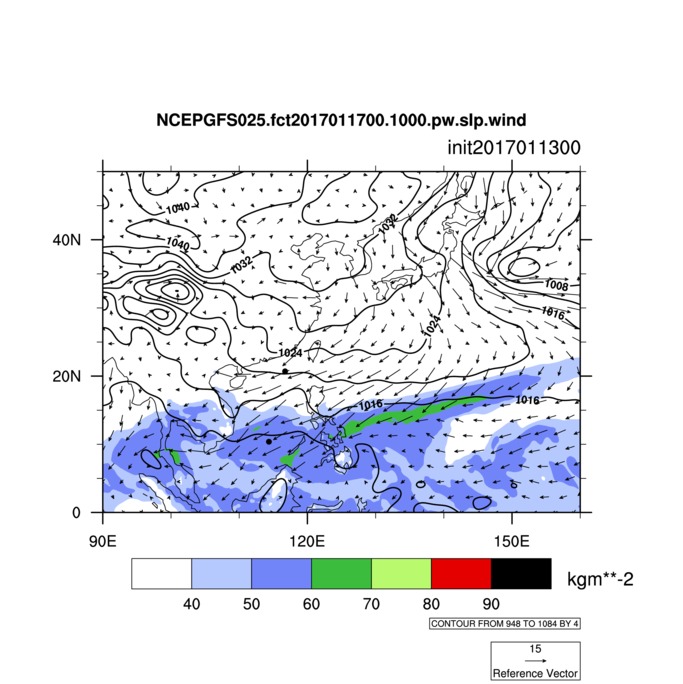 NCEPGFS025.fct2017011700.1000.pw.slp.wind
init2017011300
1040
1040
1032
1032
1008
1016
1024
1024
1016
1016
40N
20N
0
90E 120E 150E
40 50 60 70 80 90
kgm**-2
CONTOUR FROM 948 TO 1084 BY 4
15
Reference Vector